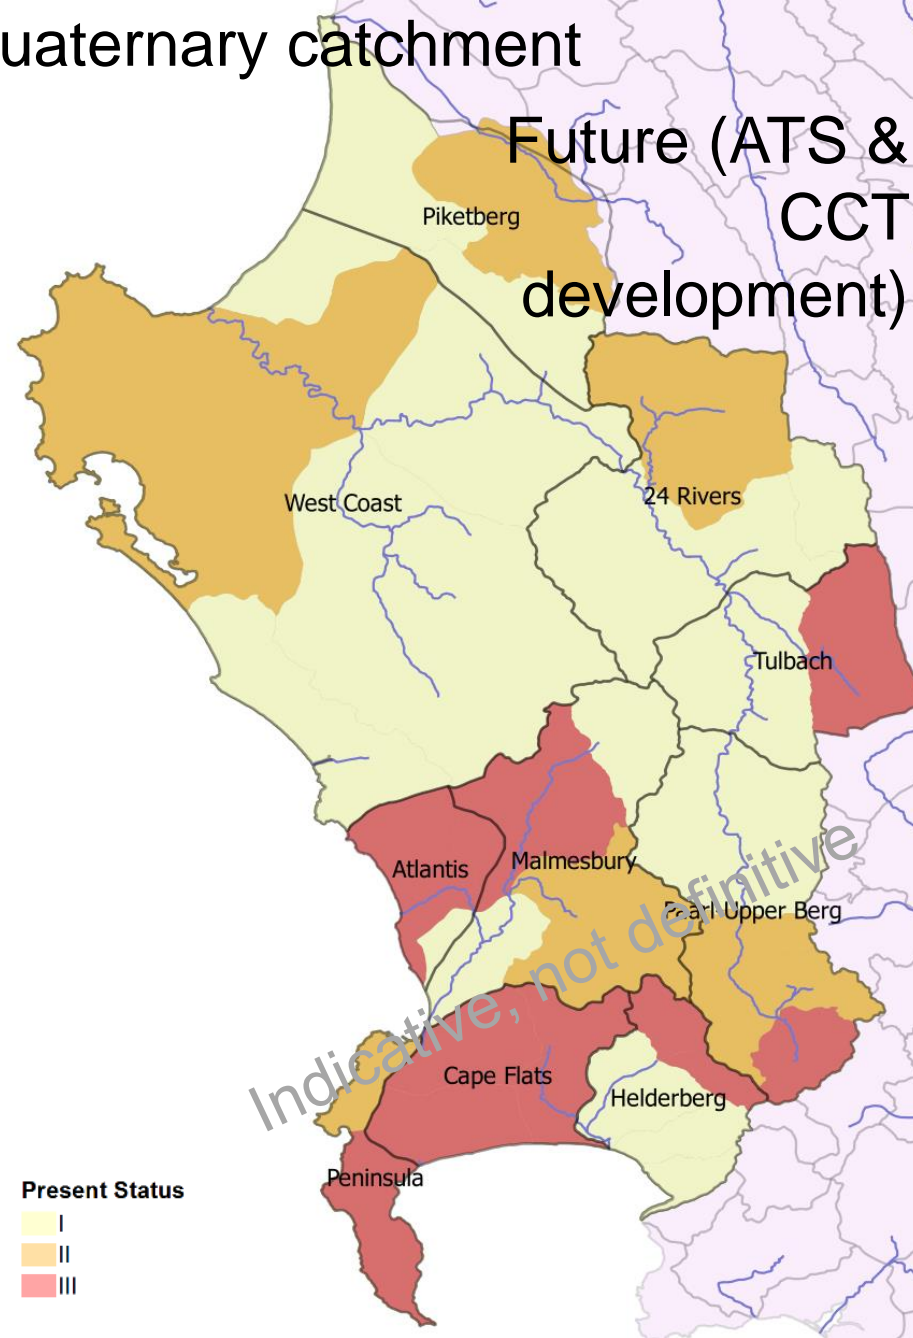 uaternary catchment
Future (ATS &
CCT
development)
Piketberg
West Coast
24 Rivers
Tulbach
Atlantis
Malmesbury
Paarl-Upper Berg
Cape Flats
Helderberg
Peninsula
Indicative, not definitive
Present Status
I
II
III